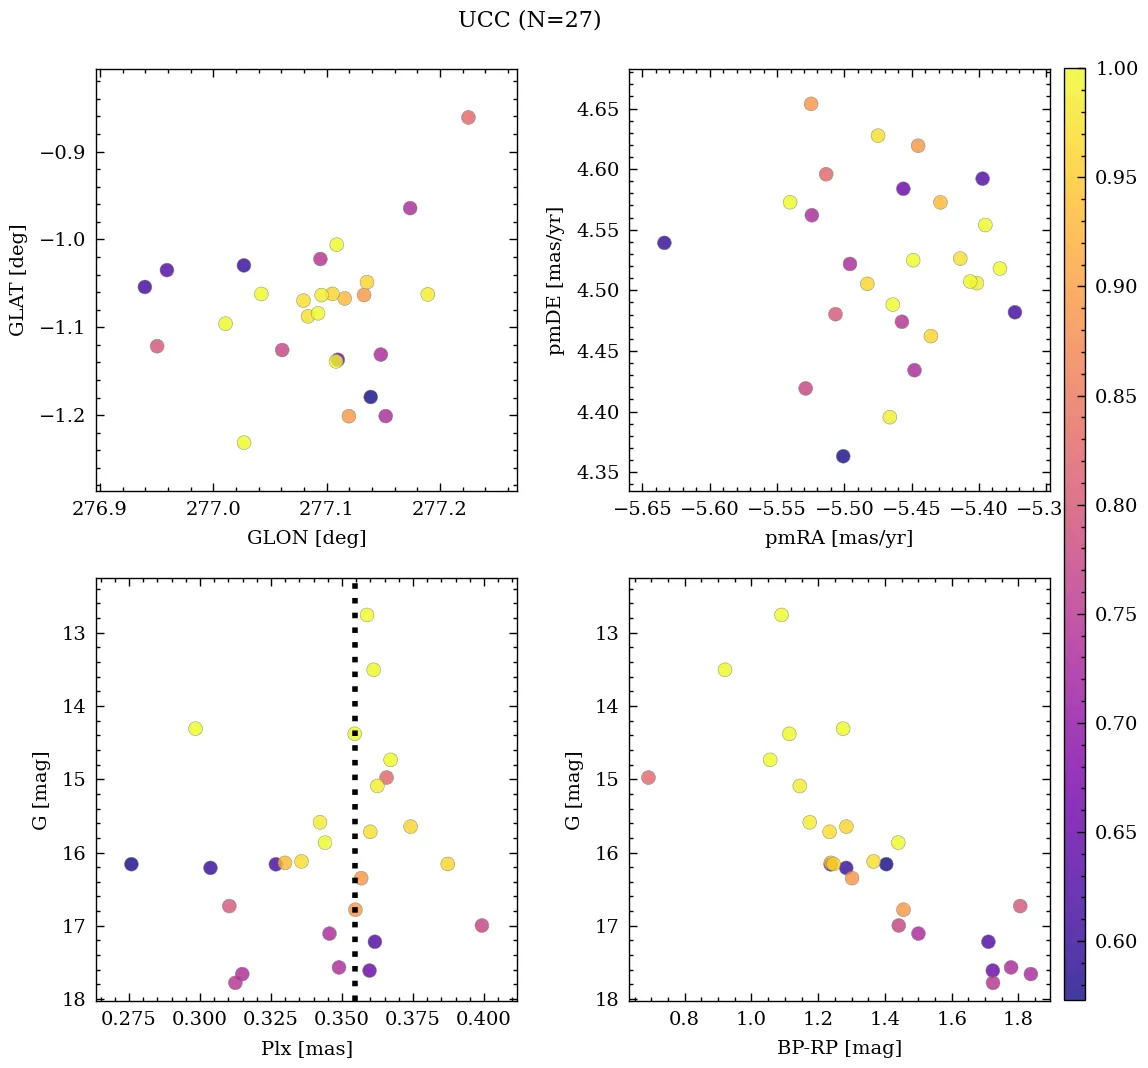 UCC (N=27)
−0.9
−1.0
−1.1
−1.2
GLAT [deg]
276.9 277.0 277.1 277.2
GLON [deg]
4.65
4.60
4.55
4.50
4.45
4.40
4.35
pmDE [mas/yr]
−5.65 −5.60 −5.55 −5.50 −5.45 −5.40 −5.3
pmRA [mas/yr]
1.00
0.95
0.90
0.85
0.80
0.75
0.70
0.65
0.60
13
14
15
16
17
18
G [mag]
0.275 0.300 0.325 0.350 0.375 0.400
Plx [mas]
13
14
15
16
17
18
G [mag]
0.8 1.0 1.2 1.4 1.6 1.8
BP-RP [mag]